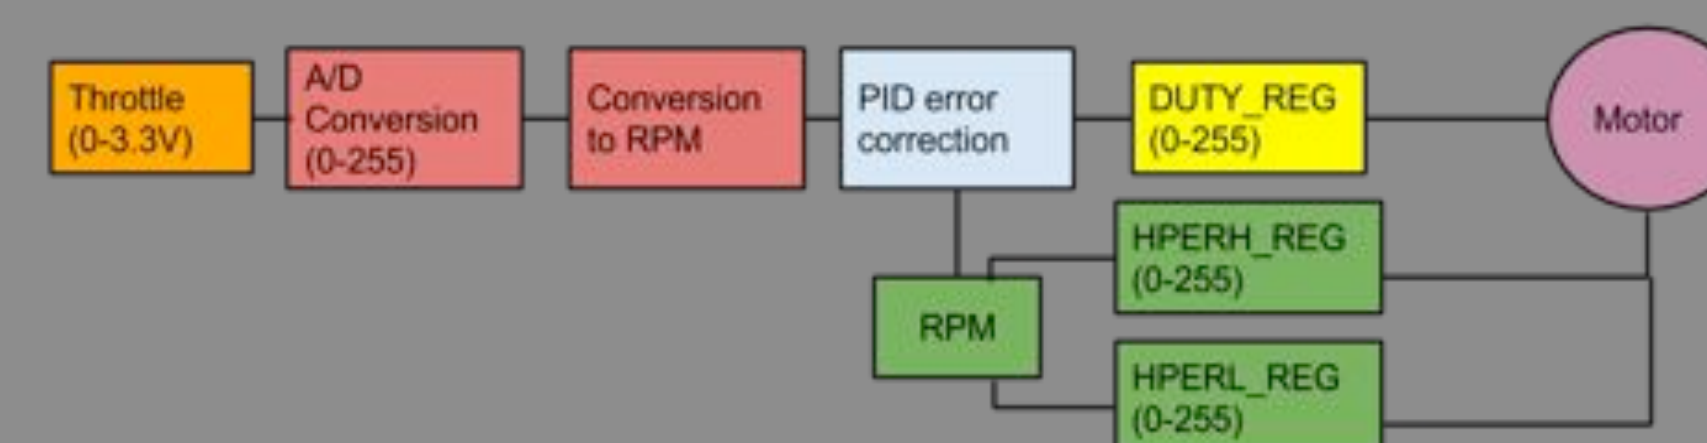 Throttle
(0-3.3V)
A/D
Conversion
(0-255)
Conversion
to RPM
PID error
correction
DUTY_REG
(0-255)
Motor
HPERH_REG
(0-255)
RPM
HPERL_REG
(0-255)